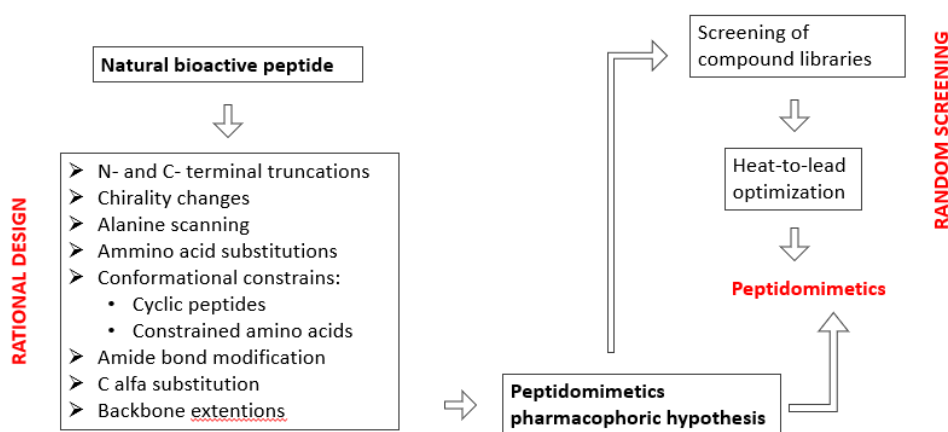 RATIONAL DESIGN
Natural bioactive peptide
➢ N- and C- terminal truncations
➢ Chirality changes
➢ Alanine scanning
➢ Ammino acid substitutions
➢ Conformational constrains:
• Cyclic peptides
• Constrained amino acids
➢ Amide bond modification
➢ C alfa substitution
➢ Backbone extentions
Peptidomimetics
pharmacophoric hypothesis
Screening of
compound libraries
Heat-to-lead
optimization
Peptidomimetics
RANDOM SCREENING